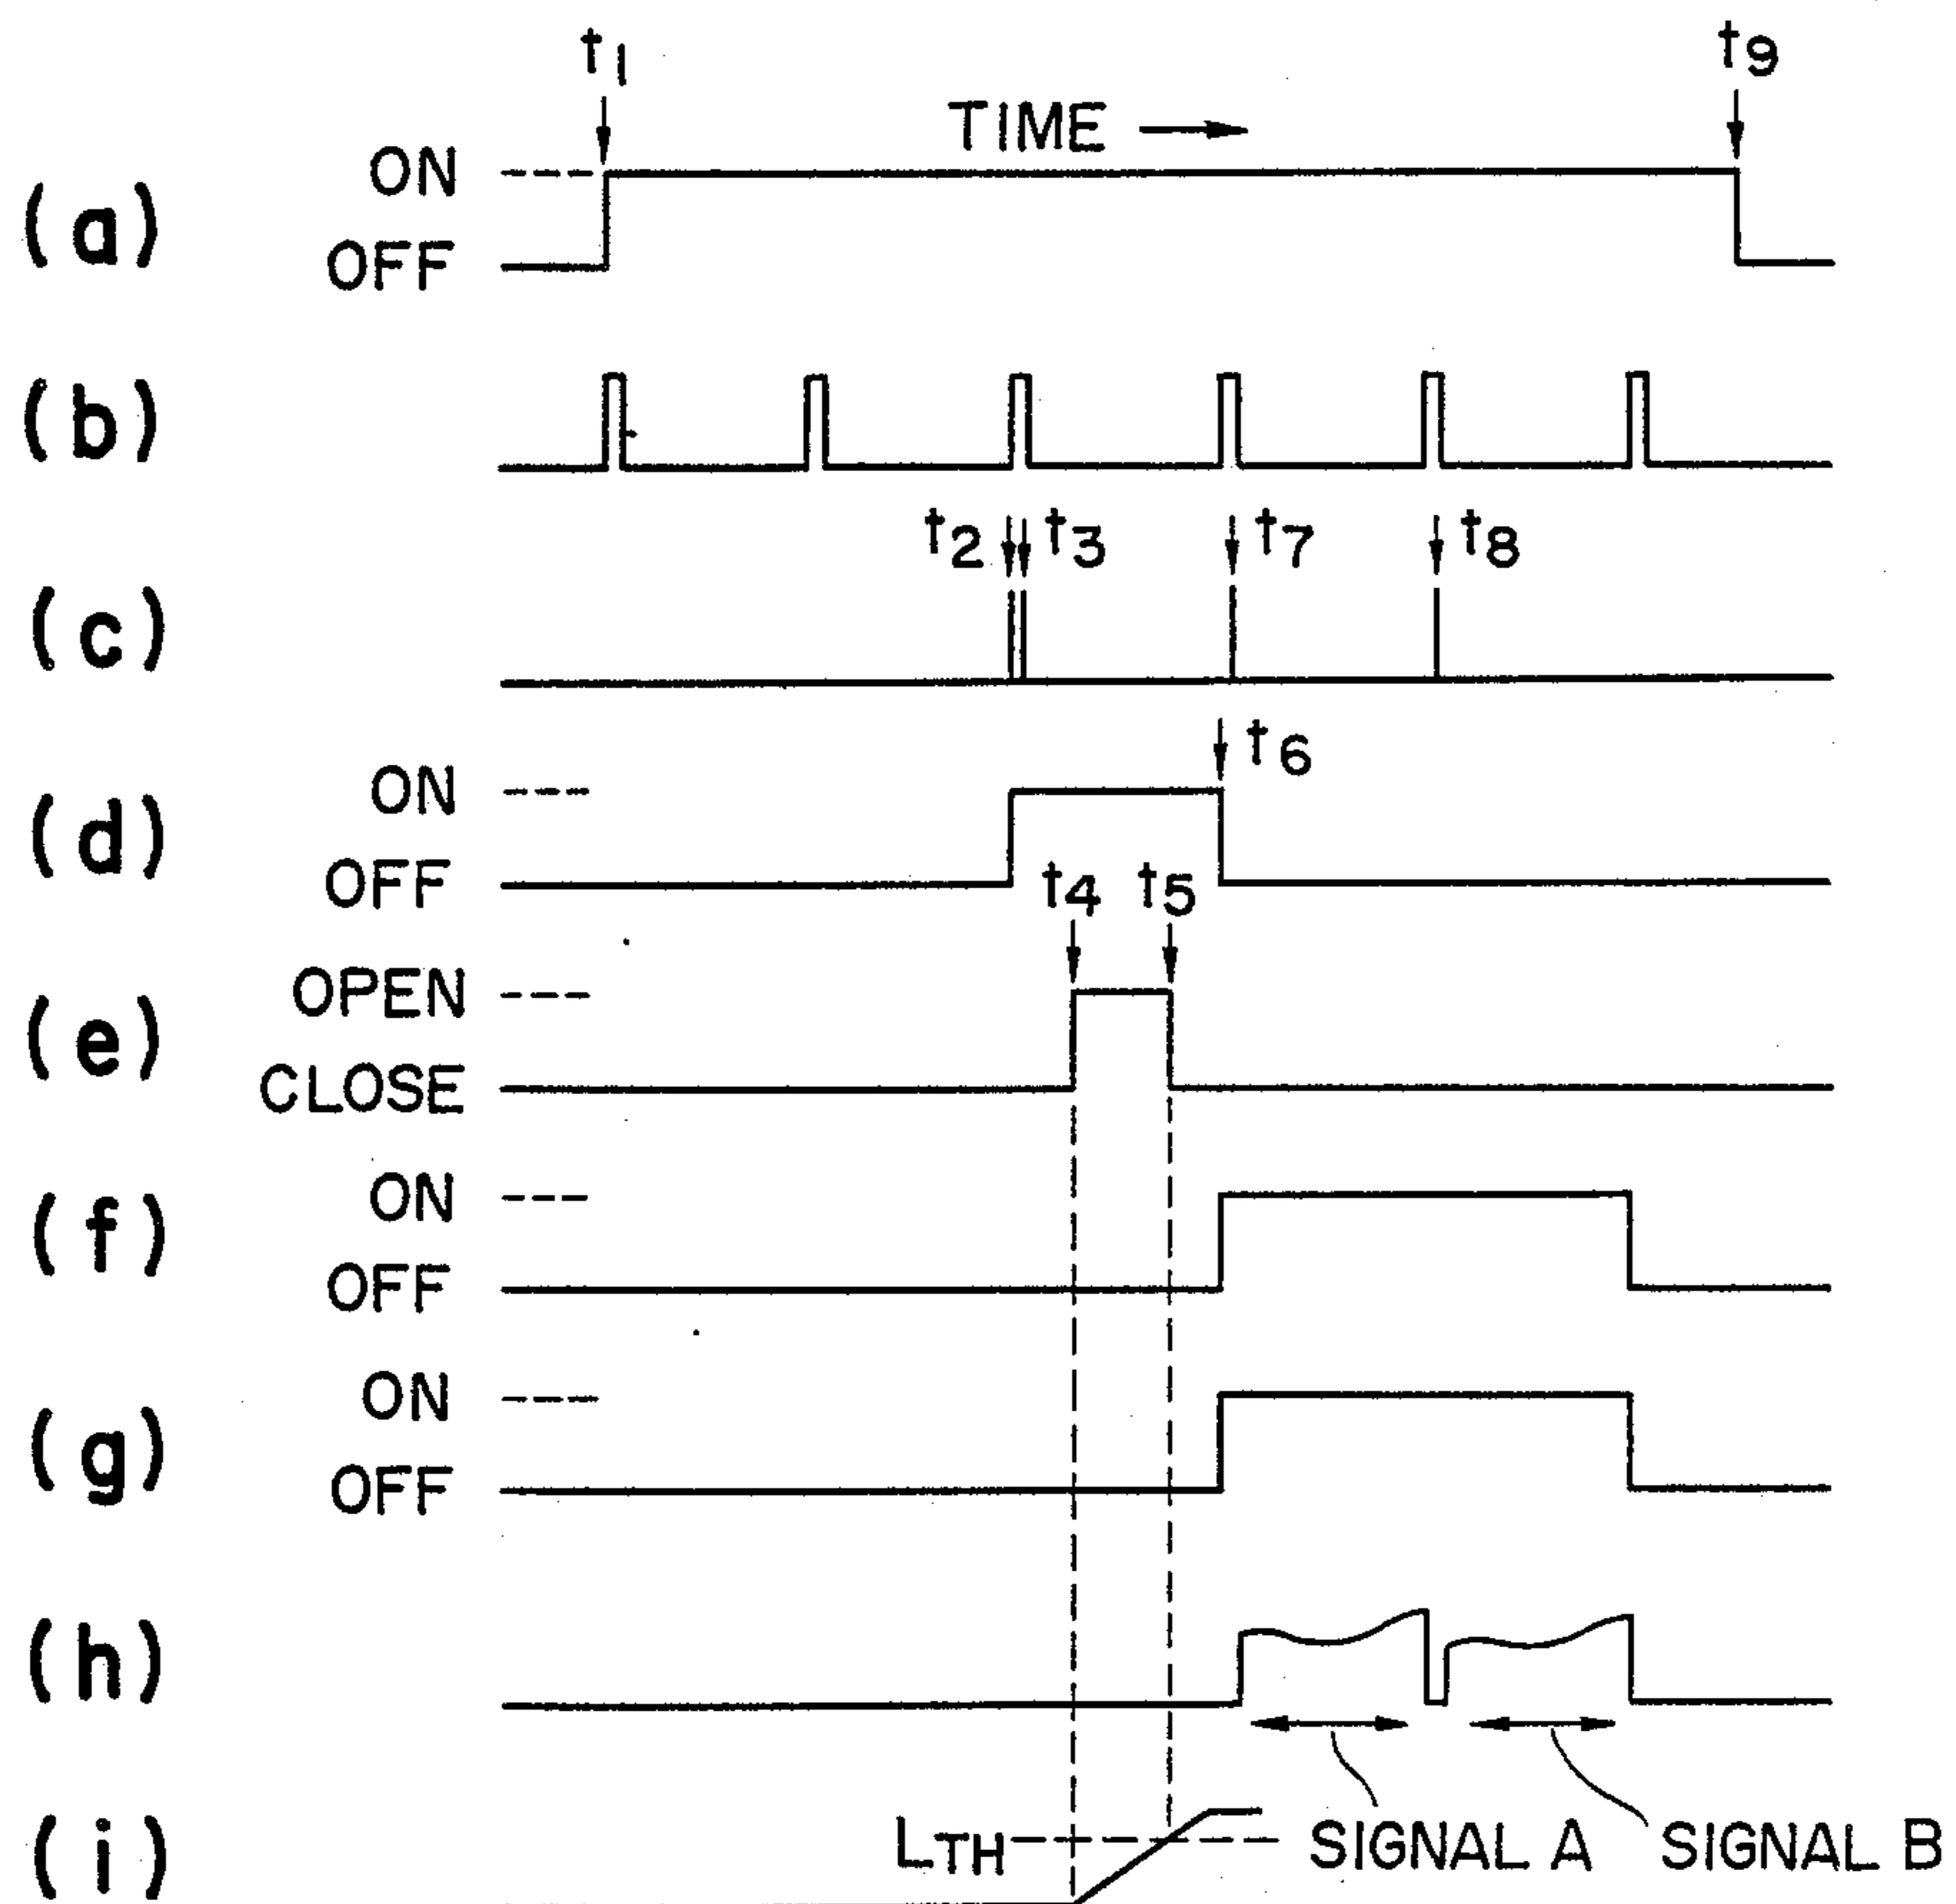 t1 t9
TIME
(a) ON
OFF
(b)
t2 t3 t7 t8
(c)
t6
(d) ON
OFF
t4 t5
(e) OPEN
CLOSE
(f) ON
OFF
(g) ON
OFF
(h)
(i) LTH SIGNAL A SIGNAL B